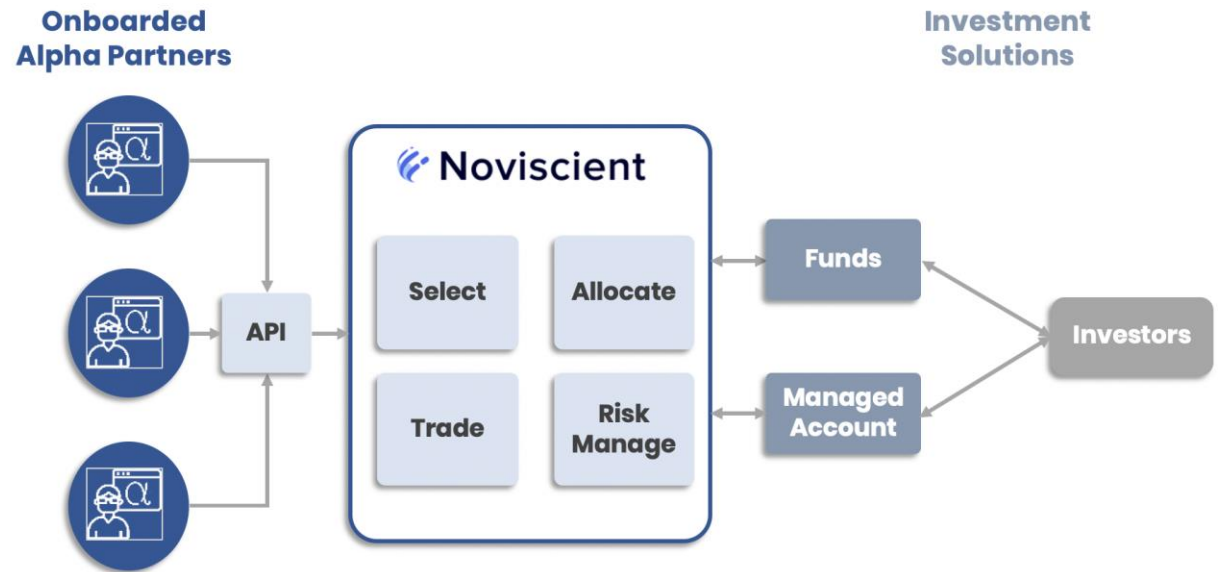 Onboarded
Alpha Partners
Investment
Solutions
α
α
α
API
Noviscient
Select
Allocate
Trade
Risk
Manage
Funds
Managed
Account
Investors